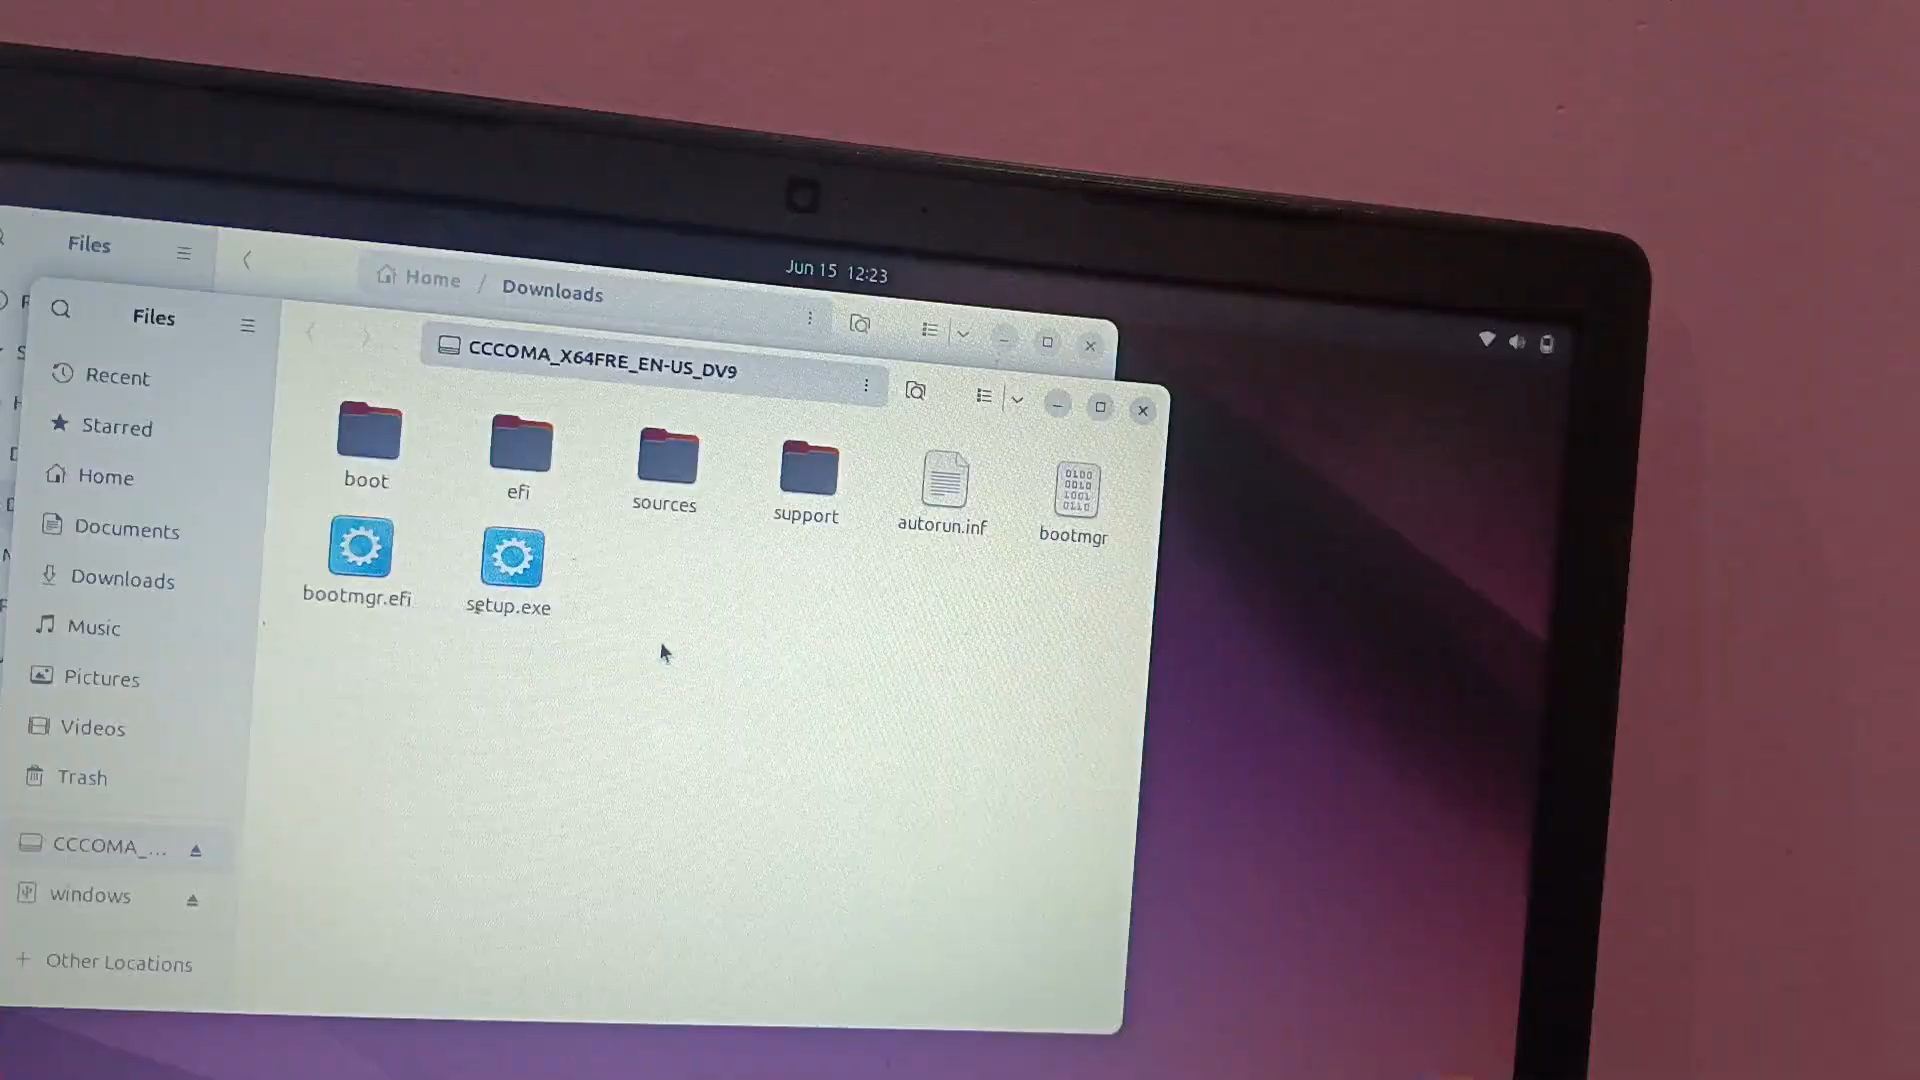 Jun 15 12:23
Files
Home / Downloads
Files
CCCOMA_X64FRE_EN-US_DV9
Recent
Starred
Home
Documents
Downloads
Music
Pictures
Videos
Trash
CCCOMA_...
windows
+ Other Locations
boot
efi
sources
support
autorun.inf
bootmgr
bootmgr.efi
setup.exe